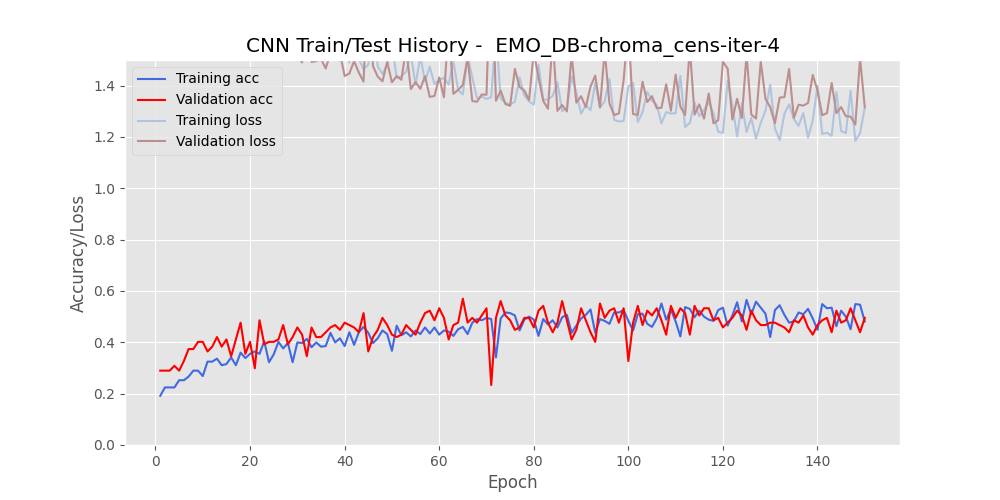 CNN Train/Test History -  EMO_DB-chroma_cens-iter-4
Training acc
Validation acc
Training loss
Validation loss
Accuracy/Loss
1.4
1.2
1.0
0.8
0.6
0.4
0.2
0.0
0 20 40 60 80 100 120 140
Epoch